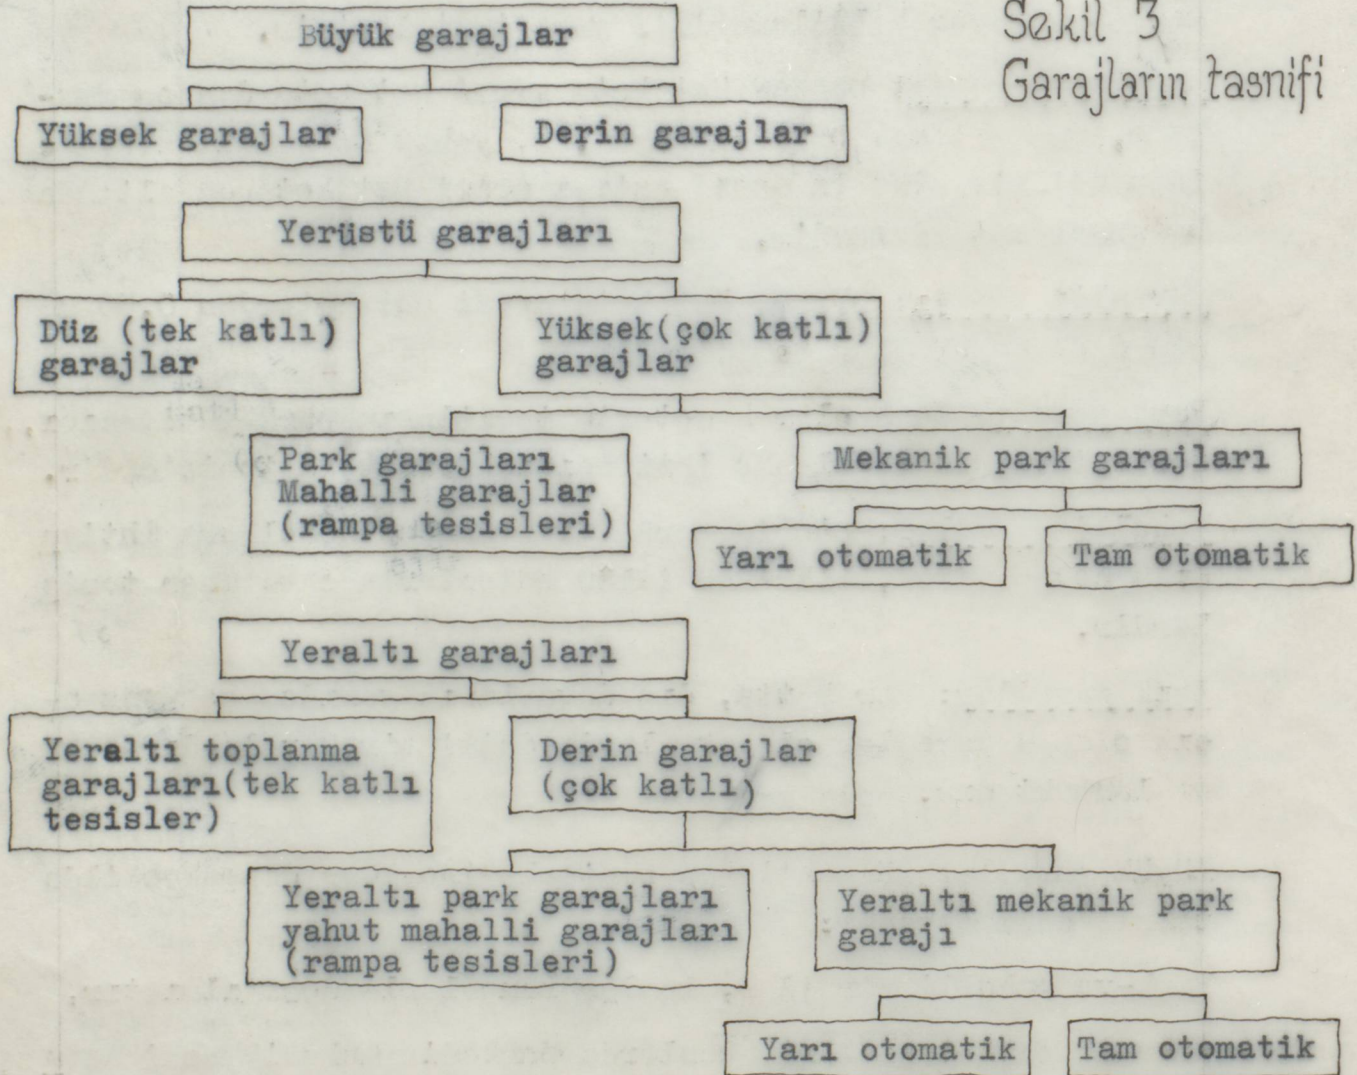 Şekil 3
Garajların tasnifi
Büyük garajlar
Yüksek garajlar
Derin garajlar
Yerüstü garajları
Düz (tek katlı)
garajlar
Yüksek(çok katlı)
garajlar
Park garajları
Mahalli garajlar
(rampa tesisleri)
Mekanik park garajları
Yarı otomatik
Tam otomatik
Yeraltı garajları
Yeraltı toplanma
garajları(tek katlı
tesisler)
Derin garajlar
(çok katlı)
Yeraltı park garajları
yahut mahalli garajları
(rampa tesisleri)
Yeraltı mekanik park
garajı
Yarı otomatik
Tam otomatik